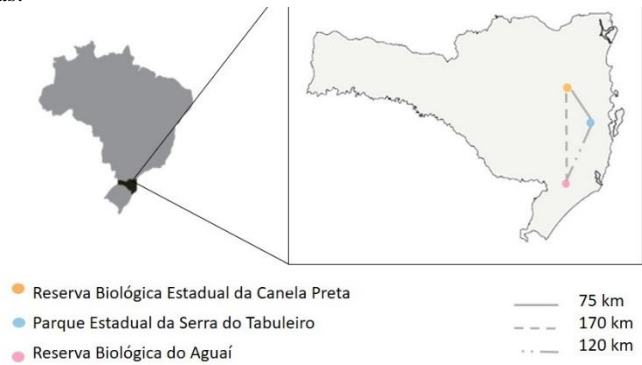 Reserva Biológica Estadual da Canela Preta
Parque Estadual da Serra do Tabuleiro
Reserva Biológica do Aguaí
75 km
170 km
120 km